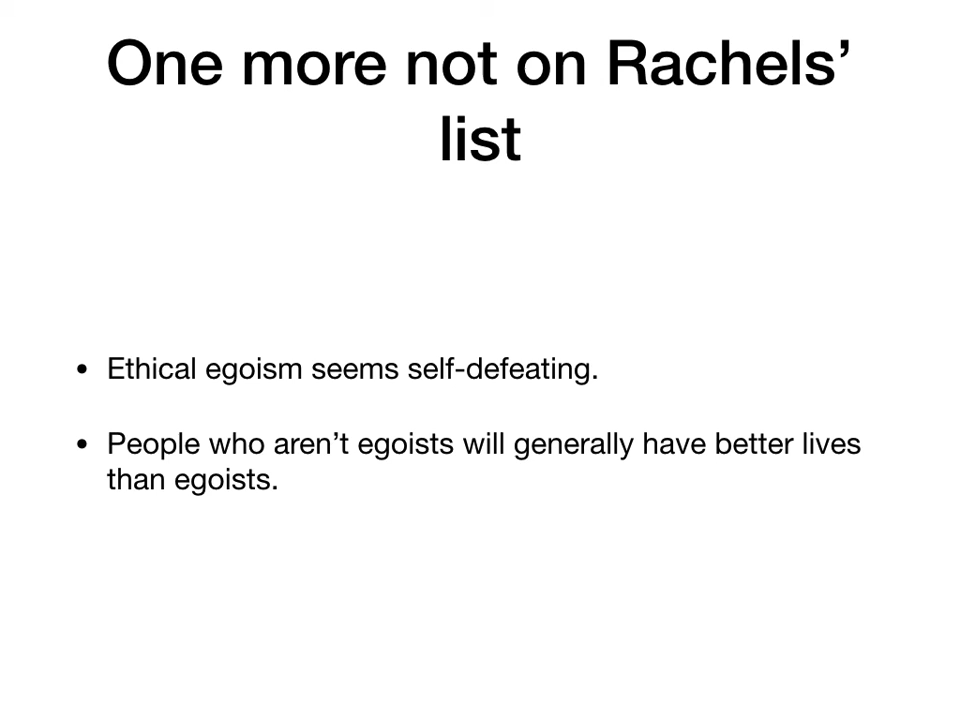 One more not on Rachels’
list
• Ethical egoism seems self-defeating.
• People who aren’t egoists will generally have better lives
than egoists.